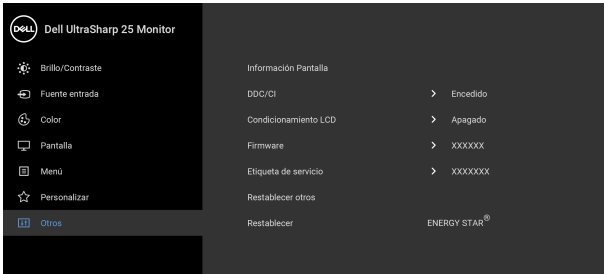 DELL Dell UltraSharp 25 Monitor
Brillo/Contraste Información Pantalla
Fuente entrada DDC/CI Encedido
Color Condicionamiento LCD Apagado
Pantalla Firmware XXXXXX
Menú Etiqueta de servicio XXXXXXX
Personalizar Restablecer otros
Otros Restablecer ENERGY STAR®